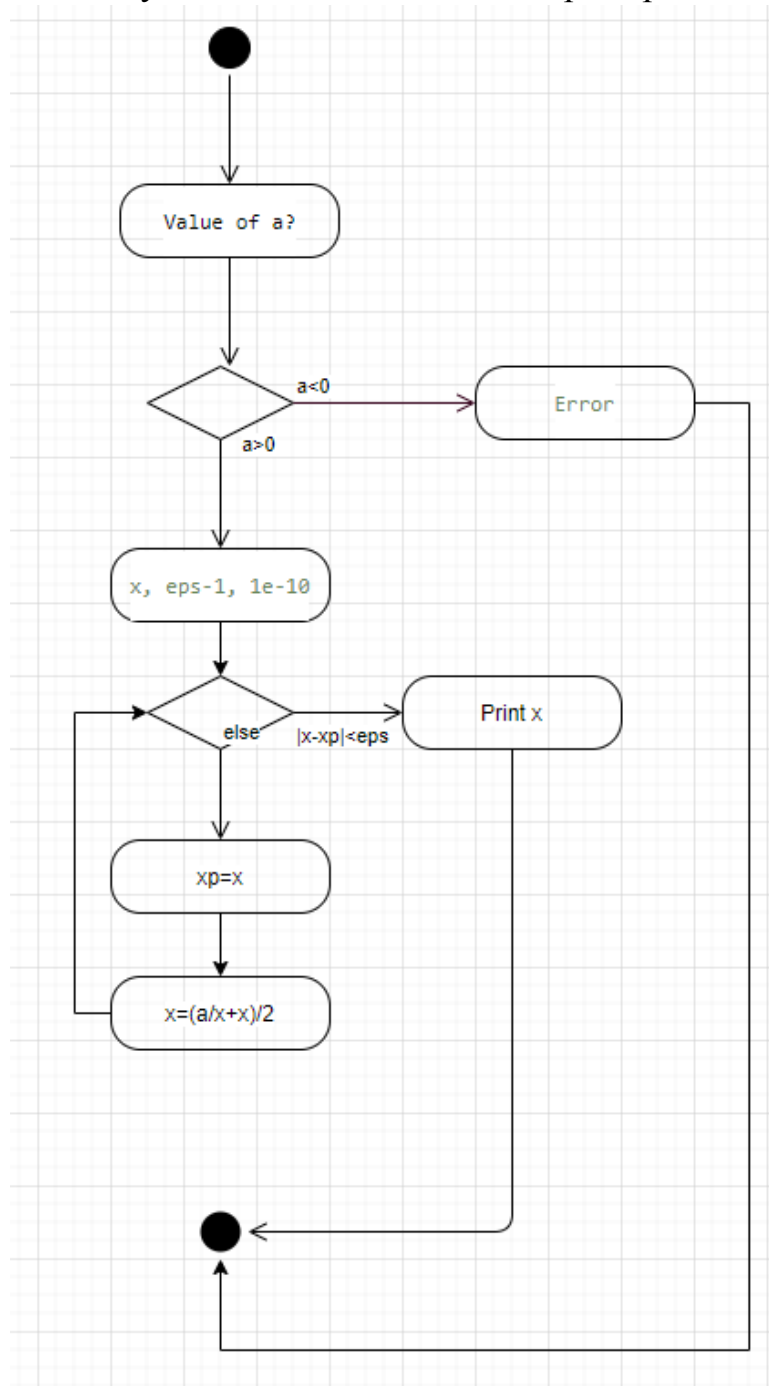 Value of a?
a<0
Error
a>0
x, eps-1, 1e-10
else
|x-xp|<eps
Print x
xp=x
x=(a/x+x)/2